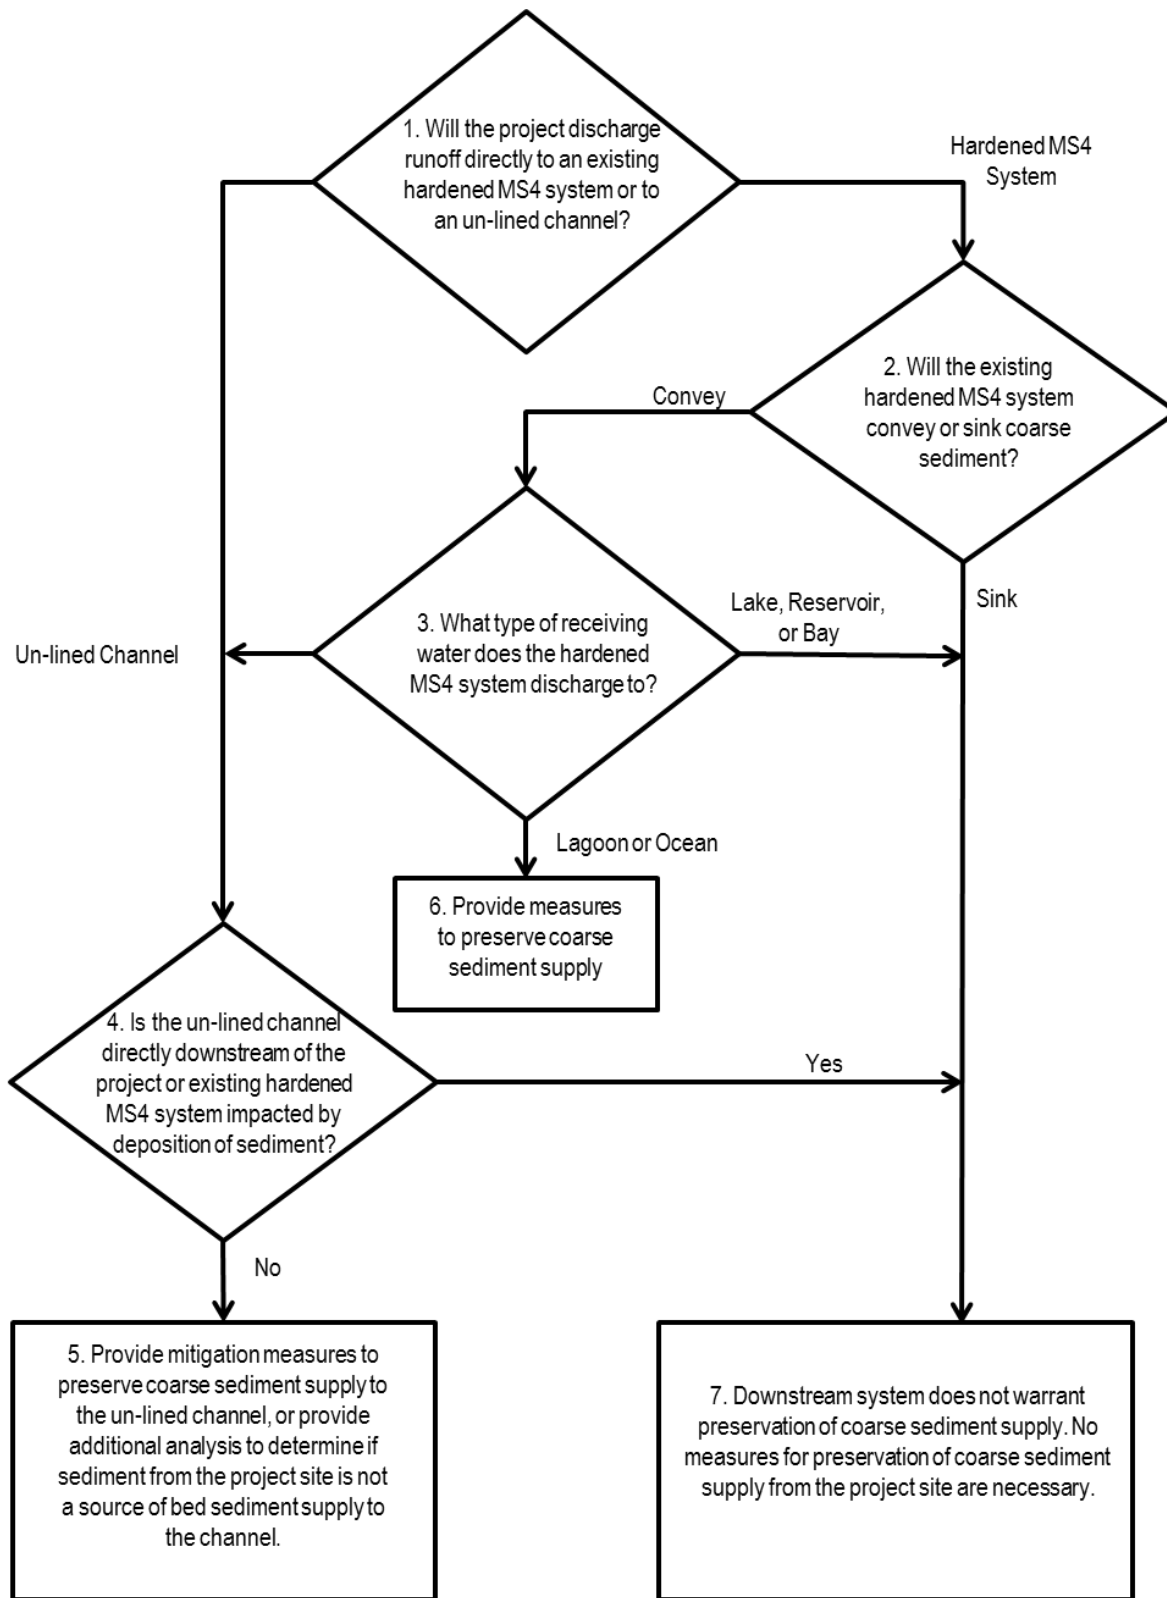 1. Will the project discharge
runoff directly to an existing
hardened MS4 system or to
an un-lined channel?
Hardened MS4
System
2. Will the existing
hardened MS4 system
convey or sink coarse
sediment?
Convey
Sink
3. What type of receiving
water does the hardened
MS4 system discharge to?
Lake, Reservoir,
or Bay
Un-lined Channel
Lagoon or Ocean
6. Provide measures
to preserve coarse
sediment supply
4. Is the un-lined channel
directly downstream of the
project or existing hardened
MS4 system impacted by
deposition of sediment?
Yes
No
5. Provide mitigation measures to
preserve coarse sediment supply to
the un-lined channel, or provide
additional analysis to determine if
sediment from the project site is not
a source of bed sediment supply to
the channel.
7. Downstream system does not warrant
preservation of coarse sediment supply. No
measures for preservation of coarse sediment
supply from the project site are necessary.